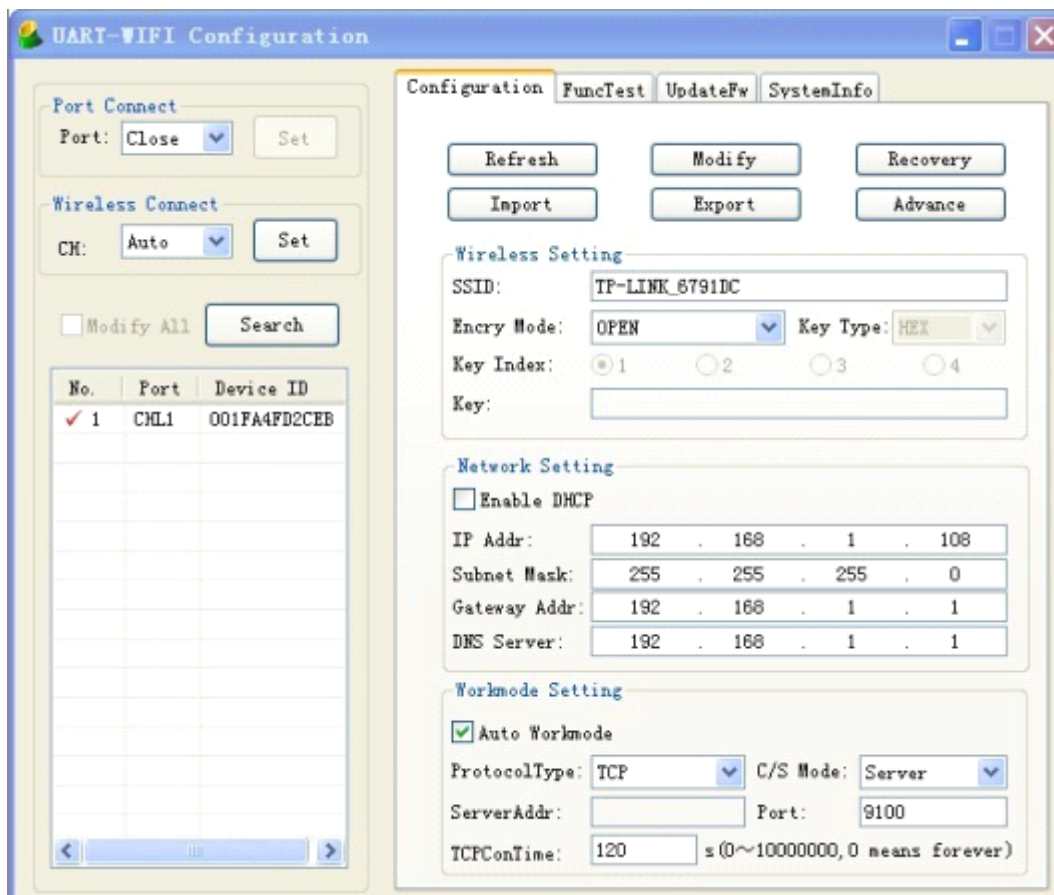 UART-WIFI Configuration
Port Connect
Port: Close Set
Wireless Connect
CH: Auto Set
Modify All Search
No. Port Device ID
1 CHL1 001FA4FD2CEB
Configuration FuncTest UpdateFw SystemInfo
Refresh Modify Recovery
Import Export Advance
Wireless Setting
SSID: TP-LINK_6791DC
Encry Mode: OPEN Key Type: HEX
Key Index: 1 2 3 4
Key:
Network Setting
Enable DHCP
IP Addr: 192 . 168 . 1 . 108
Subnet Mask: 255 . 255 . 255 . 0
Gateway Addr: 192 . 168 . 1 . 1
DNS Server: 192 . 168 . 1 . 1
Workmode Setting
Auto Workmode
ProtocolType: TCP C/S Mode: Server
ServerAddr: Port: 9100
TCPConTime: 120 s(0～10000000,0 means forever)